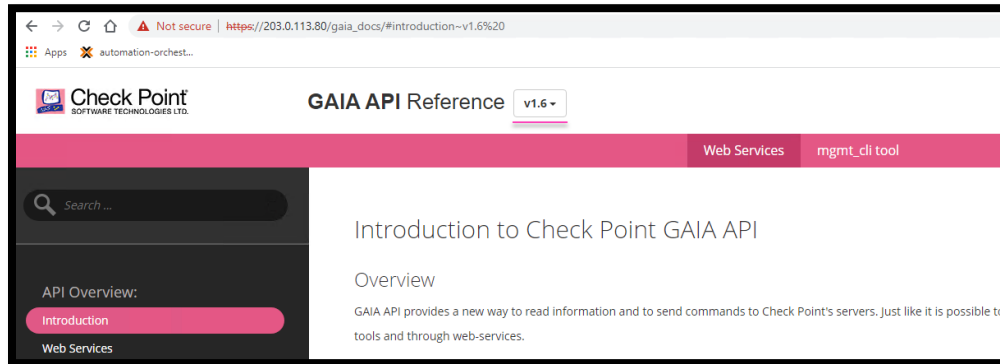 Not secure | https://203.0.113.80/gaia_docs/#introduction~v1.6%20
Apps automation-orchest...
Check Point
SOFTWARE TECHNOLOGIES LTD.
GAIA API Reference v1.6
Web Services mgmt_cli tool
Search ...
Introduction to Check Point GAIA API
Overview
API Overview:
GAIA API provides a new way to read information and to send commands to Check Point's servers. Just like it is possible to
Introduction
tools and through web-services.
Web Services